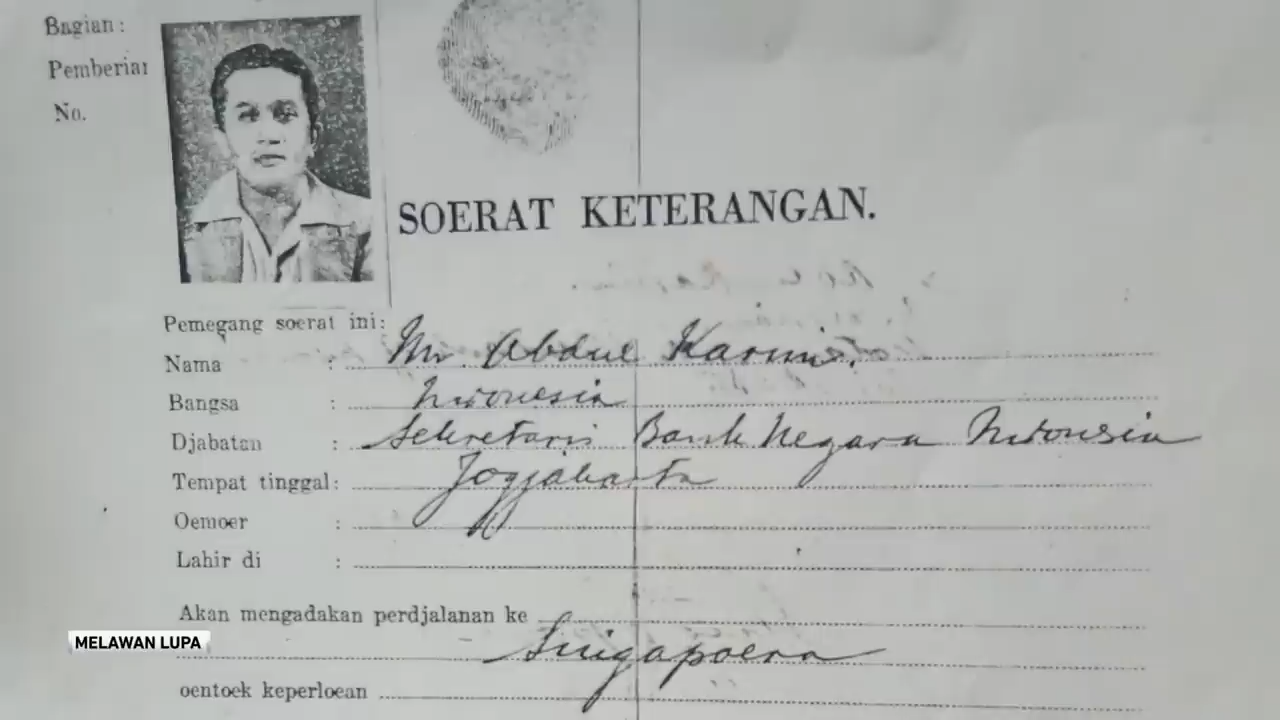 Bagian :
Pemberian
No.
SOERAT KETERANGAN.
Pemegang soerat ini:
Nama : Mr Abdul Karim.
Bangsa : Indonesia
Djabatan : Sekretaris Bank Negara Indonesia
Tempat tinggal: Jogjakarta
Oemoer :
Lahir di :
Akan mengadakan perdjalanan ke
Singapoera
oentoek keperloean
MELAWAN LUPA